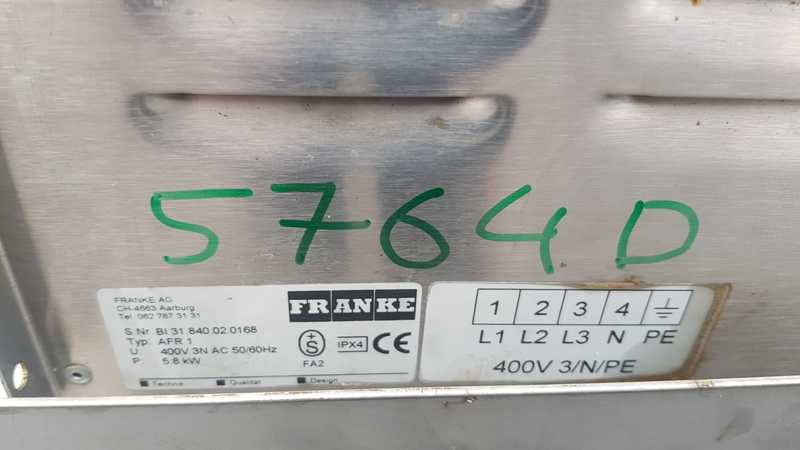 57640
FRANKE AG
CH-4663 Aarburg
Tel. 062 787 31 31
FRANKE
S.Nr. BI 31 840.02.0168
Typ: AFR 1
U: 400V 3N AC 50/60Hz
P: 5.8 kW
S
FA2
IPX4
CE
Technik Qualität Design
1 2 3 4
L1 L2 L3 N PE
400V 3/N/PE